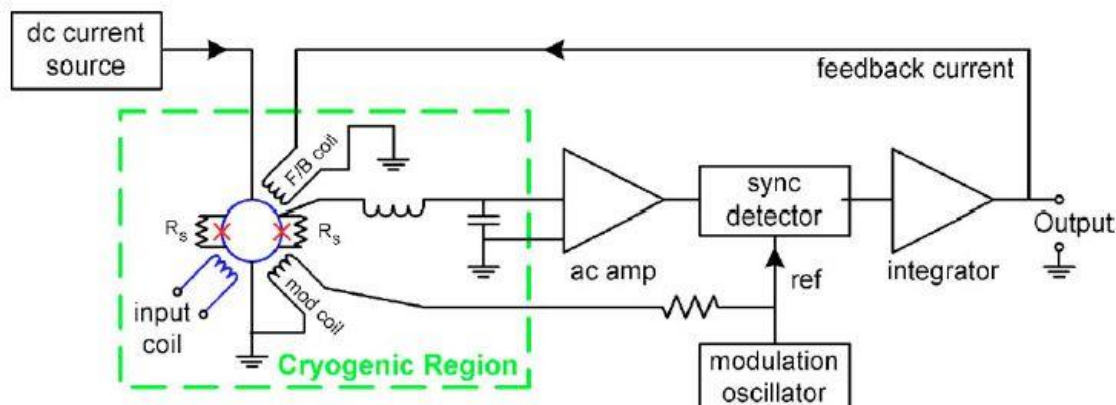 dc current
source
feedback current
F/B coil
Rs
Rs
input
coil
mod coil
Cryogenic Region
ac amp
sync
detector
ref
modulation
oscillator
integrator
Output